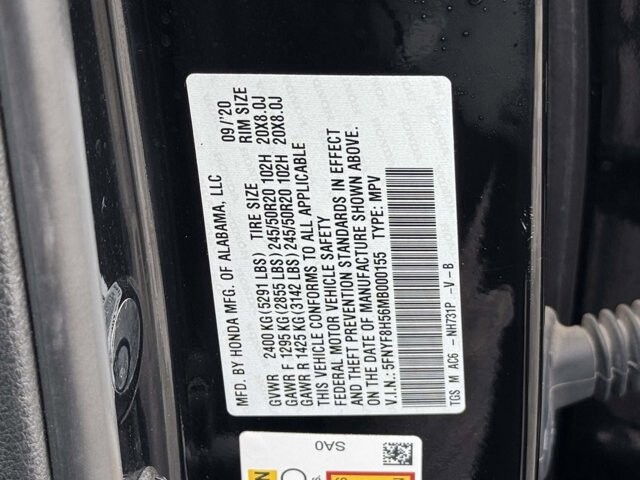 MFD. BY HONDA MFG. OF ALABAMA, LLC 09/'20
TIRE SIZE RIM SIZE
GVWR 2400 KG(5291 LBS)
GAWR F 1295 KG(2855 LBS) 245/50R20 102H 20X8.0J
GAWR R 1425 KG(3142 LBS) 245/50R20 102H 20X8.0J
THIS VEHICLE CONFORMS TO ALL APPLICABLE
FEDERAL MOTOR VEHICLE SAFETY
AND THEFT PREVENTION STANDARDS IN EFFECT
ON THE DATE OF MANUFACTURE SHOWN ABOVE.
V.I.N.:5FNYF8H56MB000155 TYPE: MPV
TGS M AC6 -NH731P -V-B
SA0